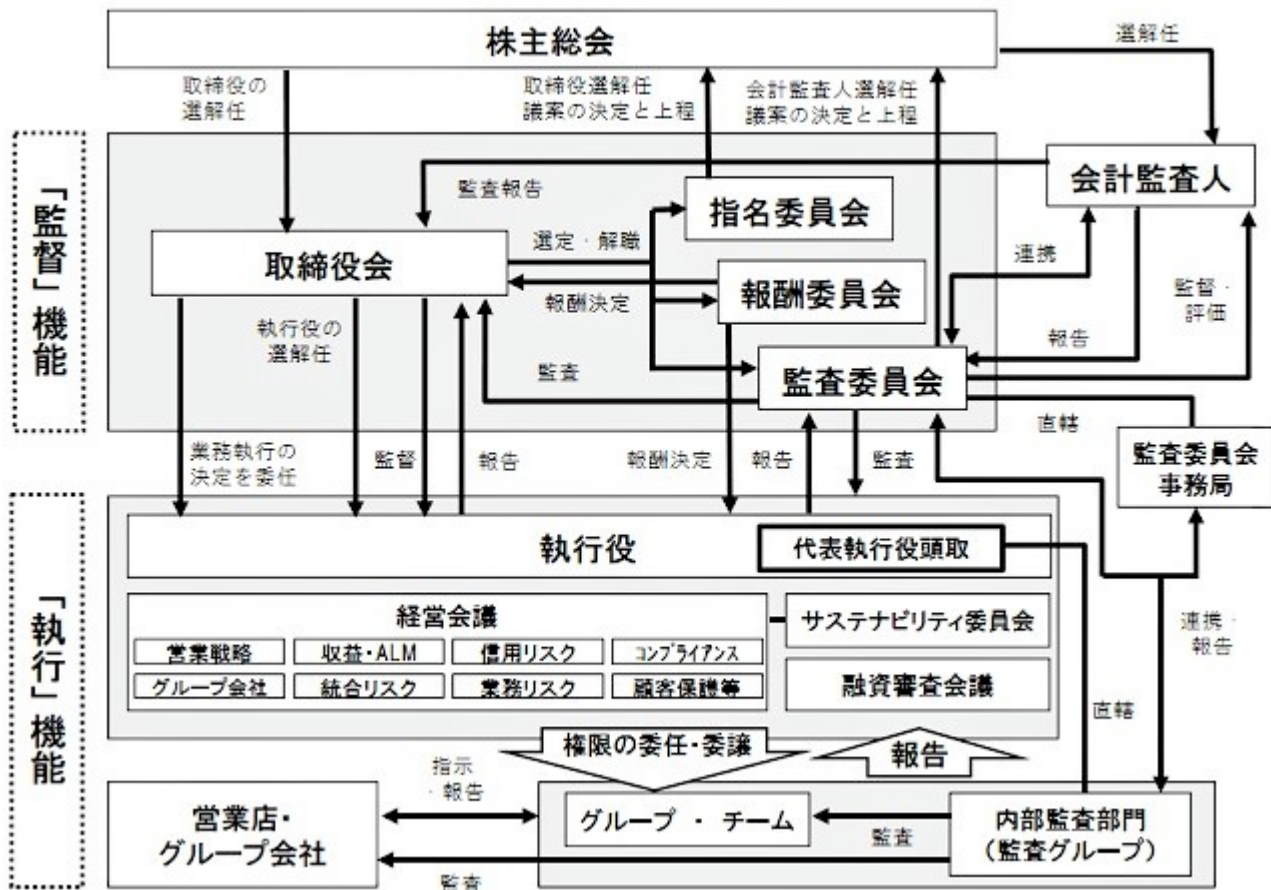 株主総会
選解任
取締役の
選解任
取締役選解任
議案の決定と上程
会計監査人選解任
議案の決定と上程
「監督」機能
会計監査人
監査報告
指名委員会
取締役会
選定・解職
連携
報酬委員会
報酬決定
監督・
評価
執行役の
選解任
報告
監査
監査委員会
直轄
業務執行の
決定を委任
監督
報告
報酬決定
報告
監査
監査委員会
事務局
「執行」機能
執行役
代表執行役頭取
経営会議
サステナビリティ委員会
連携・
報告
営業戦略
収益・ALM
信用リスク
コンプライアンス
グループ会社
統合リスク
業務リスク
顧客保護等
融資審査会議
直轄
権限の委任・委譲
報告
指示
・報告
営業店・
グループ会社
グループ ・ チーム
監査
内部監査部門
（監査グループ）
監査